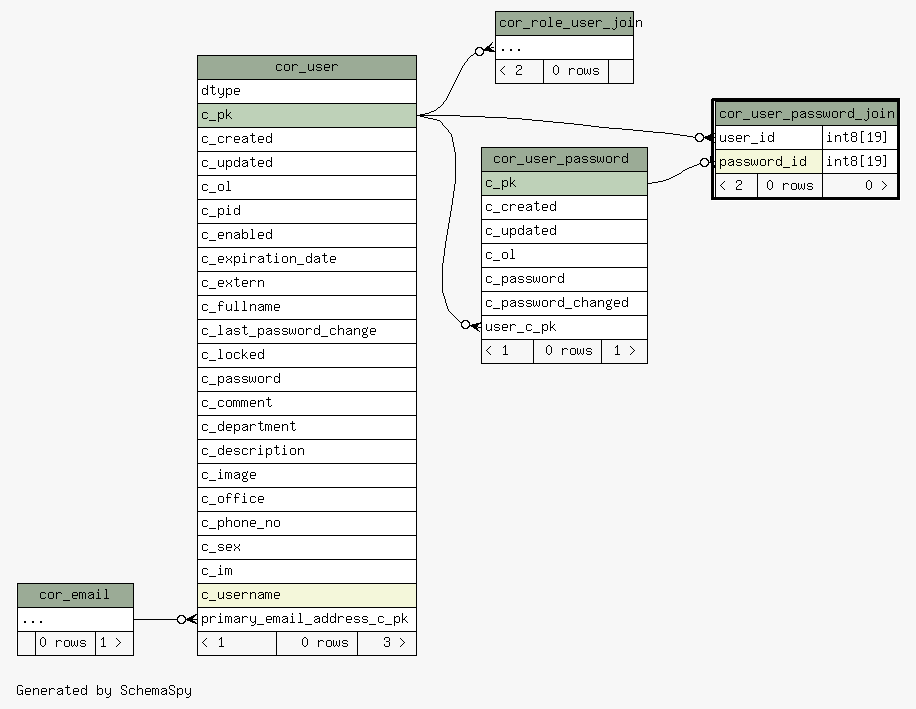 cor_role_user_join
...
< 2 0 rows
cor_user
dtype
c_pk
c_created
c_updated
c_ol
c_pid
c_enabled
c_expiration_date
c_extern
c_fullname
c_last_password_change
c_locked
c_password
c_comment
c_department
c_description
c_image
c_office
c_phone_no
c_sex
c_im
c_username
primary_email_address_c_pk
< 1 0 rows 3 >
cor_user_password_join
user_id int8[19]
password_id int8[19]
< 2 0 rows 0 >
cor_user_password
c_pk
c_created
c_updated
c_ol
c_password
c_password_changed
user_c_pk
< 1 0 rows 1 >
cor_email
...
0 rows 1 >
Generated by SchemaSpy